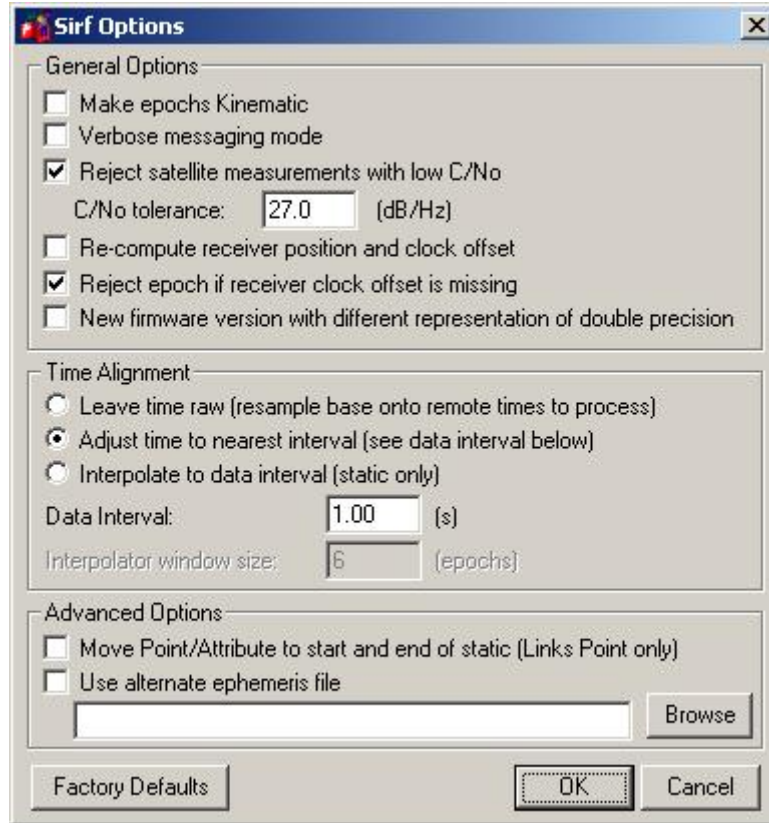 Sirf Options
General Options
Make epochs Kinematic
Verbose messaging mode
Reject satellite measurements with low C/No
C/No tolerance: 27.0 (dB/Hz)
Re-compute receiver position and clock offset
Reject epoch if receiver clock offset is missing
New firmware version with different representation of double precision
Time Alignment
Leave time raw (resample base onto remote times to process)
Adjust time to nearest interval (see data interval below)
Interpolate to data interval (static only)
Data Interval: 1.00 (s)
Interpolator window size: 6 (epochs)
Advanced Options
Move Point/Attribute to start and end of static (Links Point only)
Use alternate ephemeris file
Browse
Factory Defaults OK Cancel